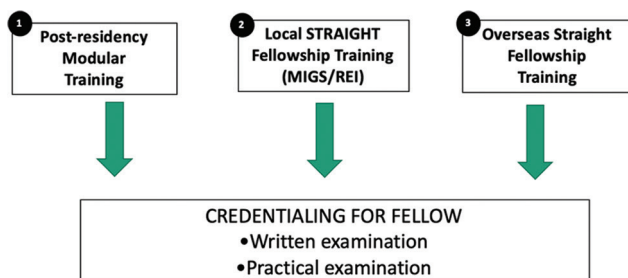 1
Post-residency
Modular
Training
2
Local STRAIGHT
Fellowship Training
(MIGS/REI)
3
Overseas Straight
Fellowship
Training
CREDENTIALING FOR FELLOW
•Written examination
•Practical examination